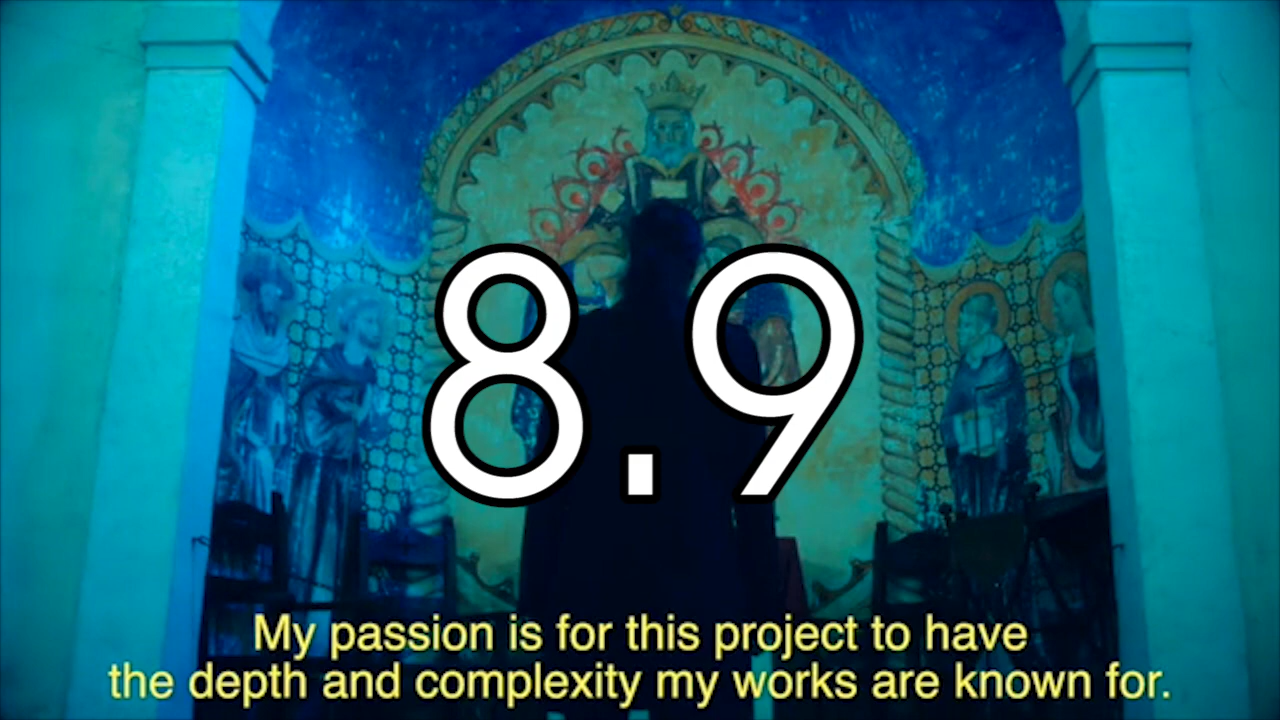 8.9
My passion is for this project to have
the depth and complexity my works are known for.